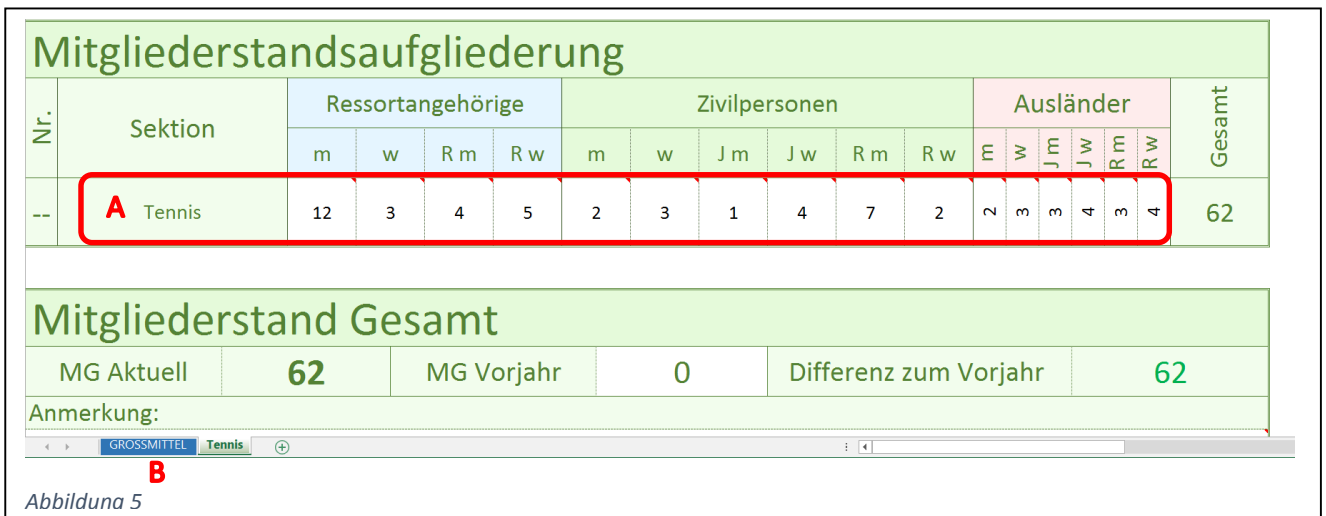 Mitgliederstandsaufgliederung
Nr. Sektion Ressortangehörige Zivilpersonen Ausländer Gesamt
m w R m R w m w J m J w R m R w m w J m J w R m R w
-- A Tennis 12 3 4 5 2 3 1 4 7 2 2 3 3 4 3 4 62
Mitgliederstand Gesamt
MG Aktuell 62 MG Vorjahr 0 Differenz zum Vorjahr 62
Anmerkung:
GROSSMITTEL Tennis
B
Abbildung 5